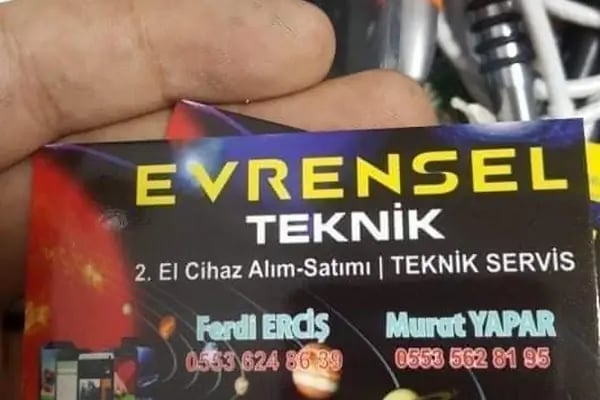 EVRENSEL
TEKNİK
2. El Cihaz Alım-Satımı | TEKNİK SERVİS
Ferdi ERCİŞ Murat YAPAR
0553 624 86 39 0553 562 81 95